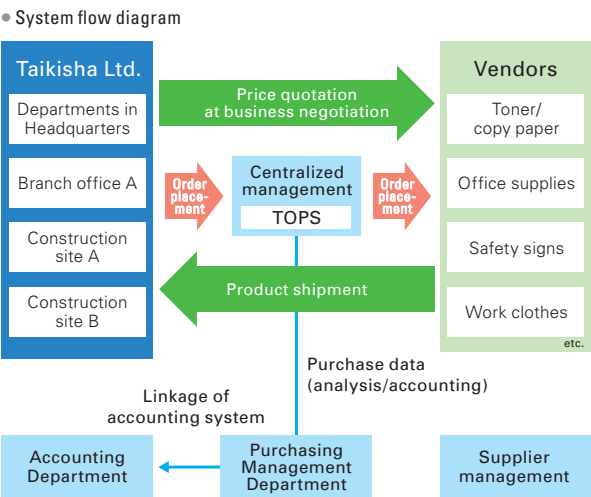 ● System flow diagram
Taikisha Ltd.
Departments in
Headquarters
Branch office A
Construction
site A
Construction
site B
Price quotation
at business negotiation
Order
place-
ment
Centralized
management
TOPS
Order
place-
ment
Product shipment
Vendors
Toner/
copy paper
Office supplies
Safety signs
Work clothes
etc.
Purchase data
(analysis/accounting)
Linkage of
accounting system
Accounting
Department
Purchasing
Management
Department
Supplier
management